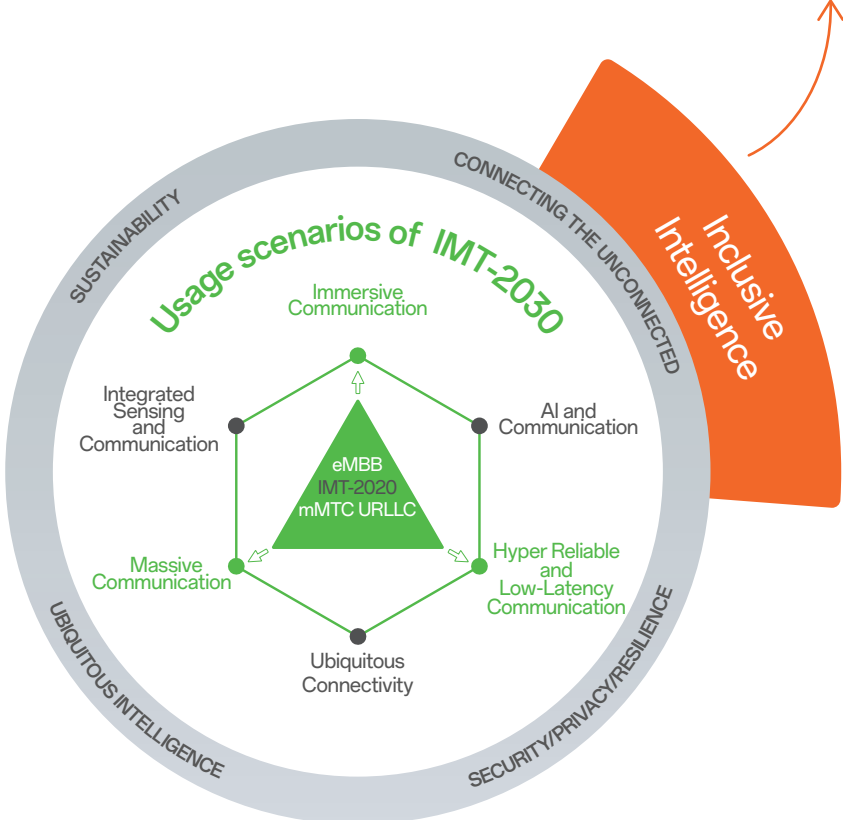 SUSTAINABILITY
CONNECTING THE UNCONNECTED
Inclusive
Intelligence
Usage scenarios of IMT-2030
Immersive
Communication
Integrated
Sensing
and
Communication
AI and
Communication
eMBB
IMT-2020
mMTC URLLC
Massive
Communication
Hyper Reliable
and
Low-Latency
Communication
Ubiquitous
Connectivity
UBIQUITOUS INTELLIGENCE
SECURITY/PRIVACY/RESILIENCE